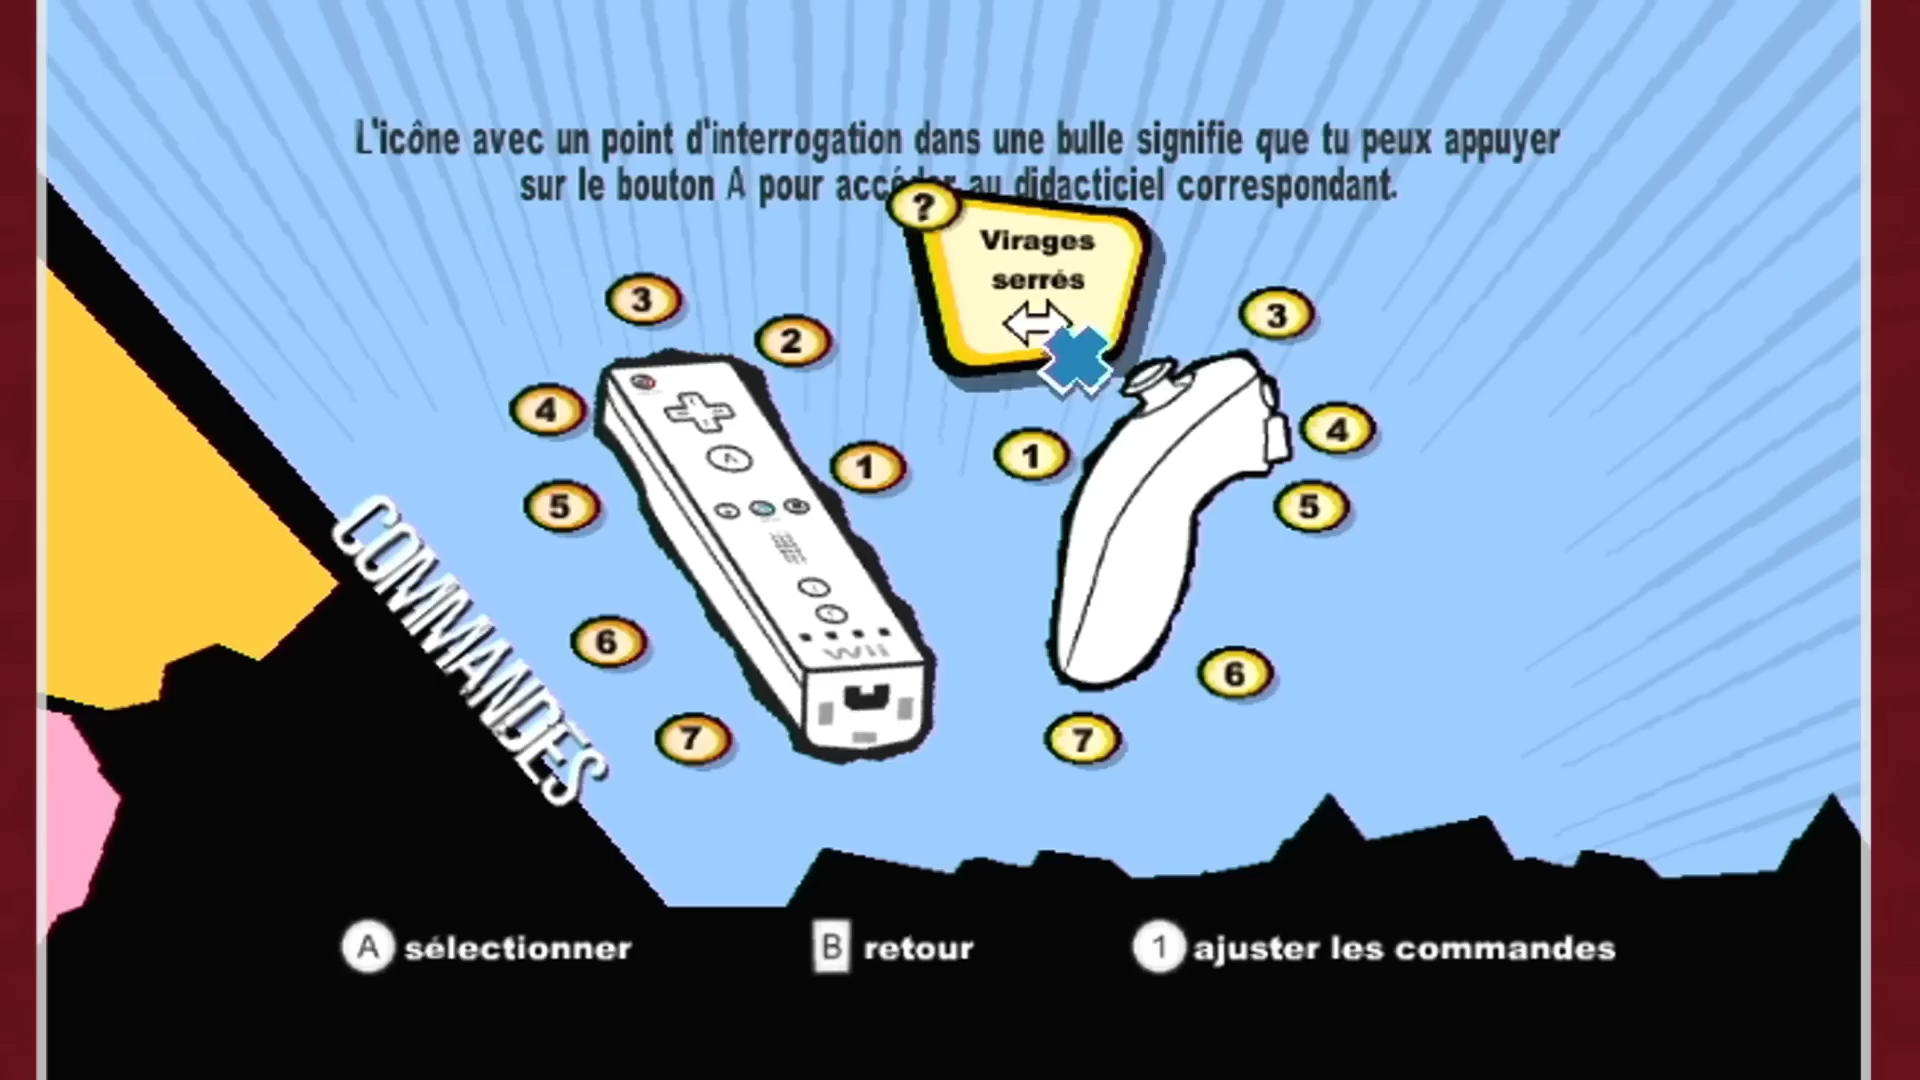 L'icône avec un point d'interrogation dans une bulle signifie que tu peux appuyer
sur le bouton A pour accéder au didacticiel correspondant.
?
Virages
serrés
3
2
4
1
5
6
7
3
1
4
5
6
7
A
Wii
COMMANDES
A sélectionner
B retour
1 ajuster les commandes